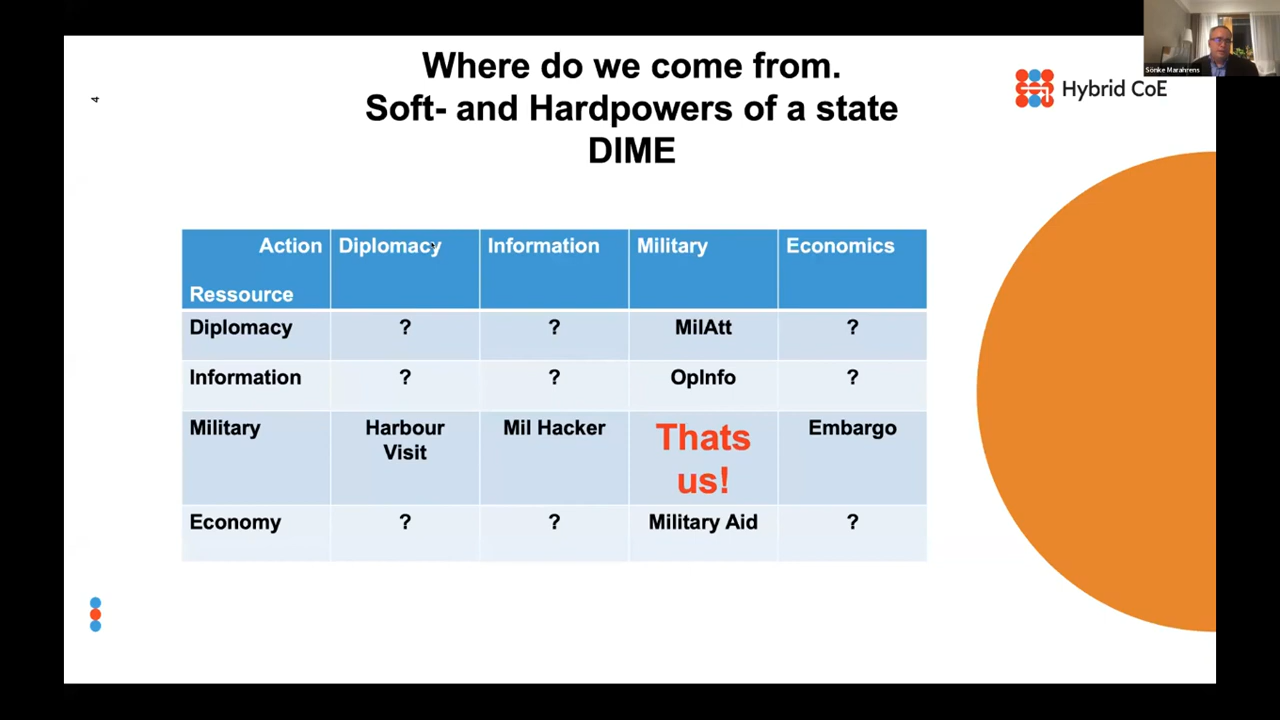 Where do we come from.
Soft- and Hardpowers of a state
DIME
Hybrid CoE
Sönke Marahrens
4
Action Diplomacy Information Military Economics
Ressource
Diplomacy ? ? MilAtt ?
Information ? ? OpInfo ?
Military Harbour Mil Hacker Thats Embargo
Visit us!
Economy ? ? Military Aid ?